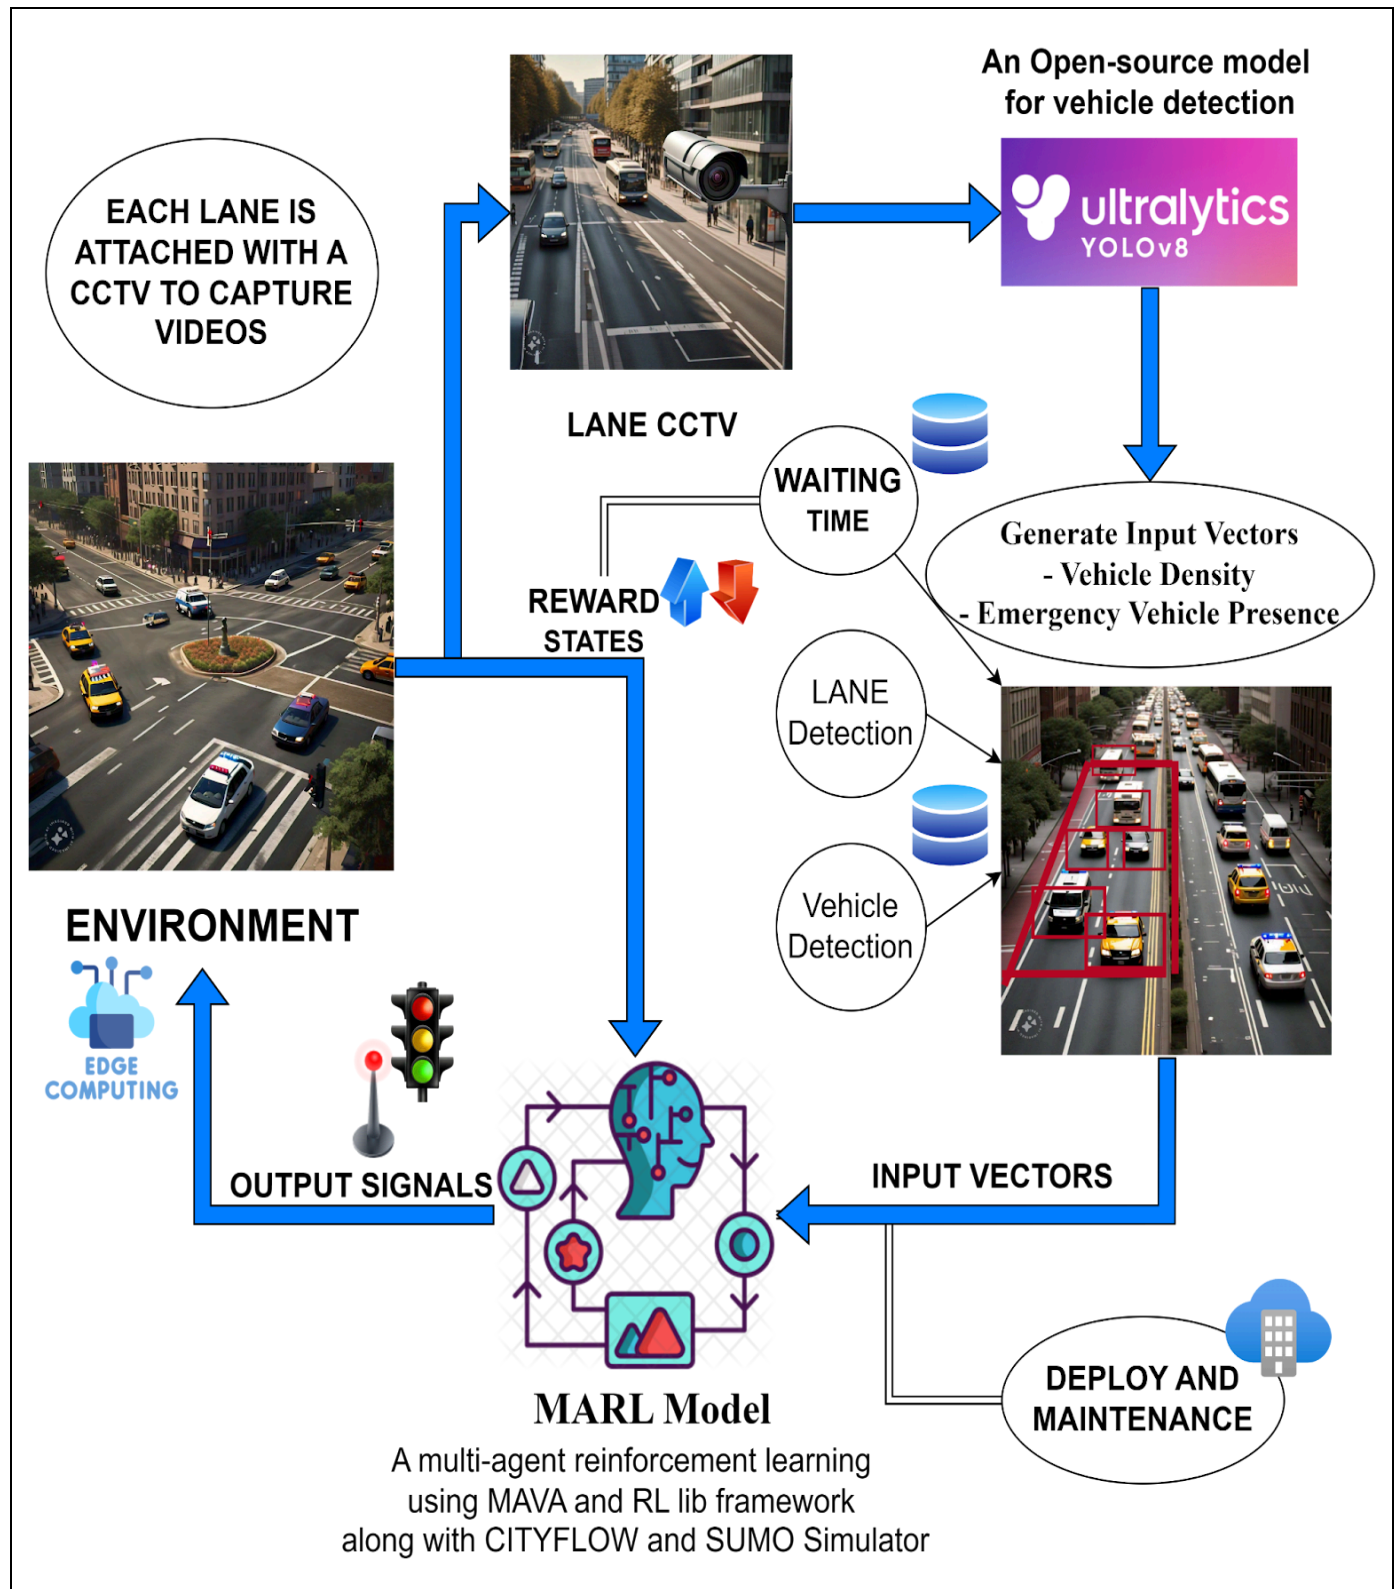 An Open-source model
for vehicle detection
ultralytics
YOLOv8
EACH LANE IS
ATTACHED WITH A
CCTV TO CAPTURE
VIDEOS
LANE CCTV
WAITING
TIME
Generate Input Vectors
- Vehicle Density
- Emergency Vehicle Presence
REWARD
STATES
LANE
Detection
Vehicle
Detection
ENVIRONMENT
EDGE
COMPUTING
OUTPUT SIGNALS
INPUT VECTORS
MARL Model
A multi-agent reinforcement learning
using MAVA and RL lib framework
along with CITYFLOW and SUMO Simulator
DEPLOY AND
MAINTENANCE